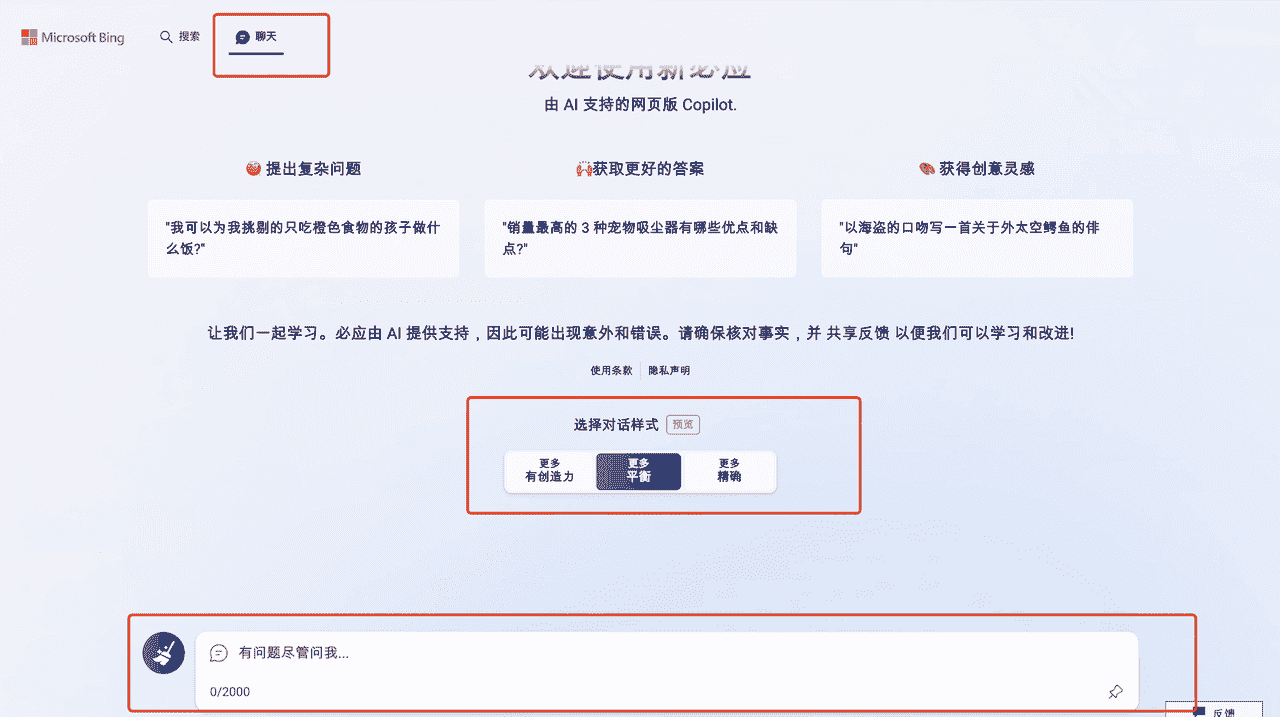 Microsoft Bing
搜索
聊天
欢迎使用新必应
由 AI 支持的网页版 Copilot.
提出复杂问题
获取更好的答案
获得创意灵感
"我可以为我挑剔的只吃橙色食物的孩子做什
么饭?"
"销量最高的 3 种宠物吸尘器有哪些优点和缺
点?"
"以海盗的口吻写一首关于外太空鳄鱼的俳
句"
让我们一起学习。必应由 AI 提供支持，因此可能出现意外和错误。请确保核对事实，并 共享反馈 以便我们可以学习和改进!
使用条款
隐私声明
选择对话样式 预览
更多
有创造力
更多
平衡
更多
精确
有问题尽管问我...
0/2000
反馈